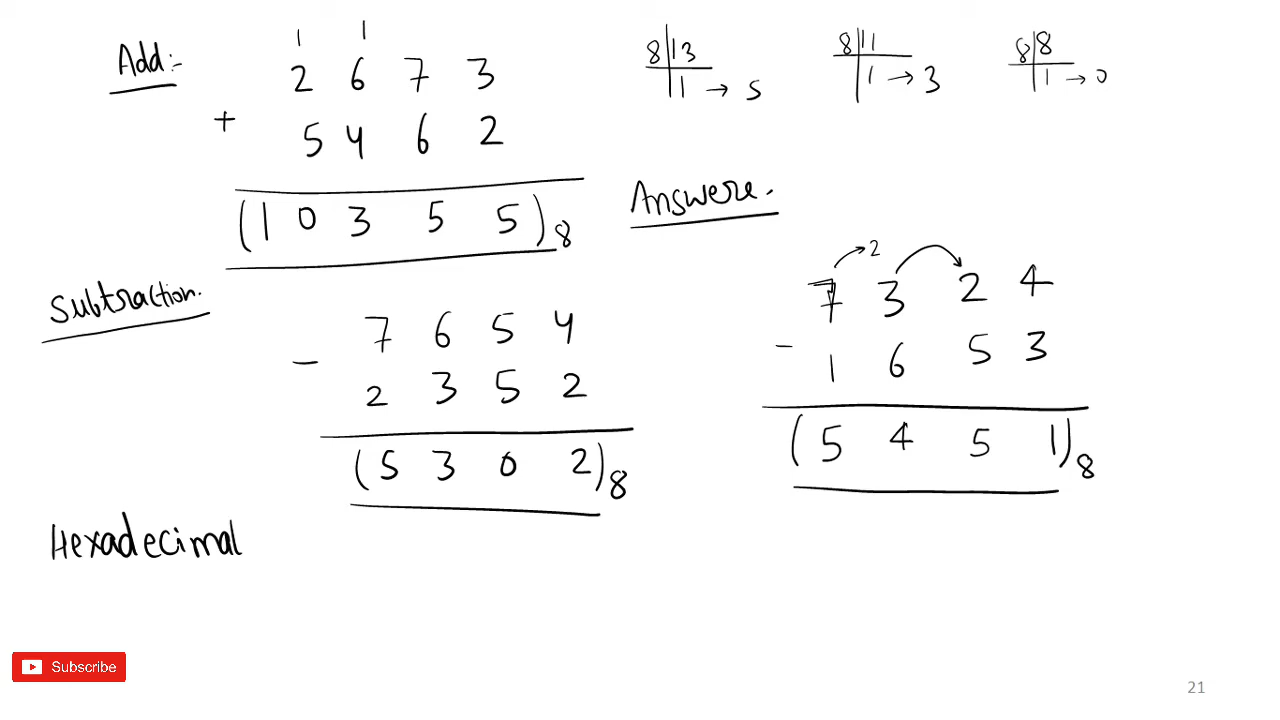 1 1
Add:- 2 6 7 3
+ 5 4 6 2
(1 0 3 5 5)8
8 13
1 → 5
8 11
1 → 3
8 8
1 → 0
Answere.
Subtraction.
7 6 5 4
- 2 3 5 2
(5 3 0 2)8
2
7 3 2 4
- 1 6 5 3
(5 4 5 1)8
Hexadecimal
Subscribe
21